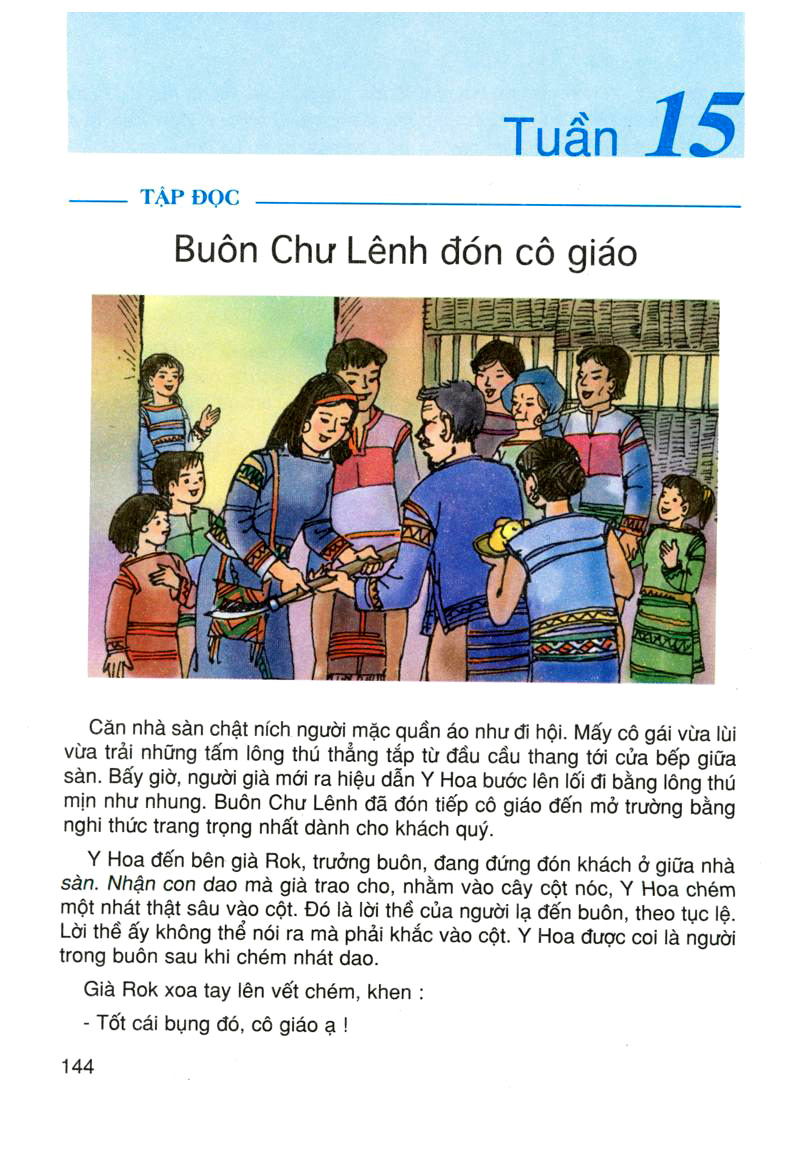 Tuần 15
TẬP ĐỌC
Buôn Chư Lênh đón cô giáo
Căn nhà sàn chật ních người mặc quần áo như đi hội. Mấy cô gái vừa lùi
vừa trải những tấm lông thú thẳng tắp từ đầu cầu thang tới cửa bếp giữa
sàn. Bấy giờ, người già mới ra hiệu dẫn Y Hoa bước lên lối đi bằng lông thú
mịn như nhung. Buôn Chư Lênh đã đón tiếp cô giáo đến mở trường bằng
nghi thức trang trọng nhất dành cho khách quý.
Y Hoa đến bên già Rok, trưởng buôn, đang đứng đón khách ở giữa nhà
sàn. Nhận con dao mà già trao cho, nhằm vào cây cột nóc, Y Hoa chém
một nhát thật sâu vào cột. Đó là lời thề của người lạ đến buôn, theo tục lệ.
Lời thề ấy không thể nói ra mà phải khắc vào cột. Y Hoa được coi là người
trong buôn sau khi chém nhát dao.
Già Rok xoa tay lên vết chém, khen :
- Tốt cái bụng đó, cô giáo ạ !
144